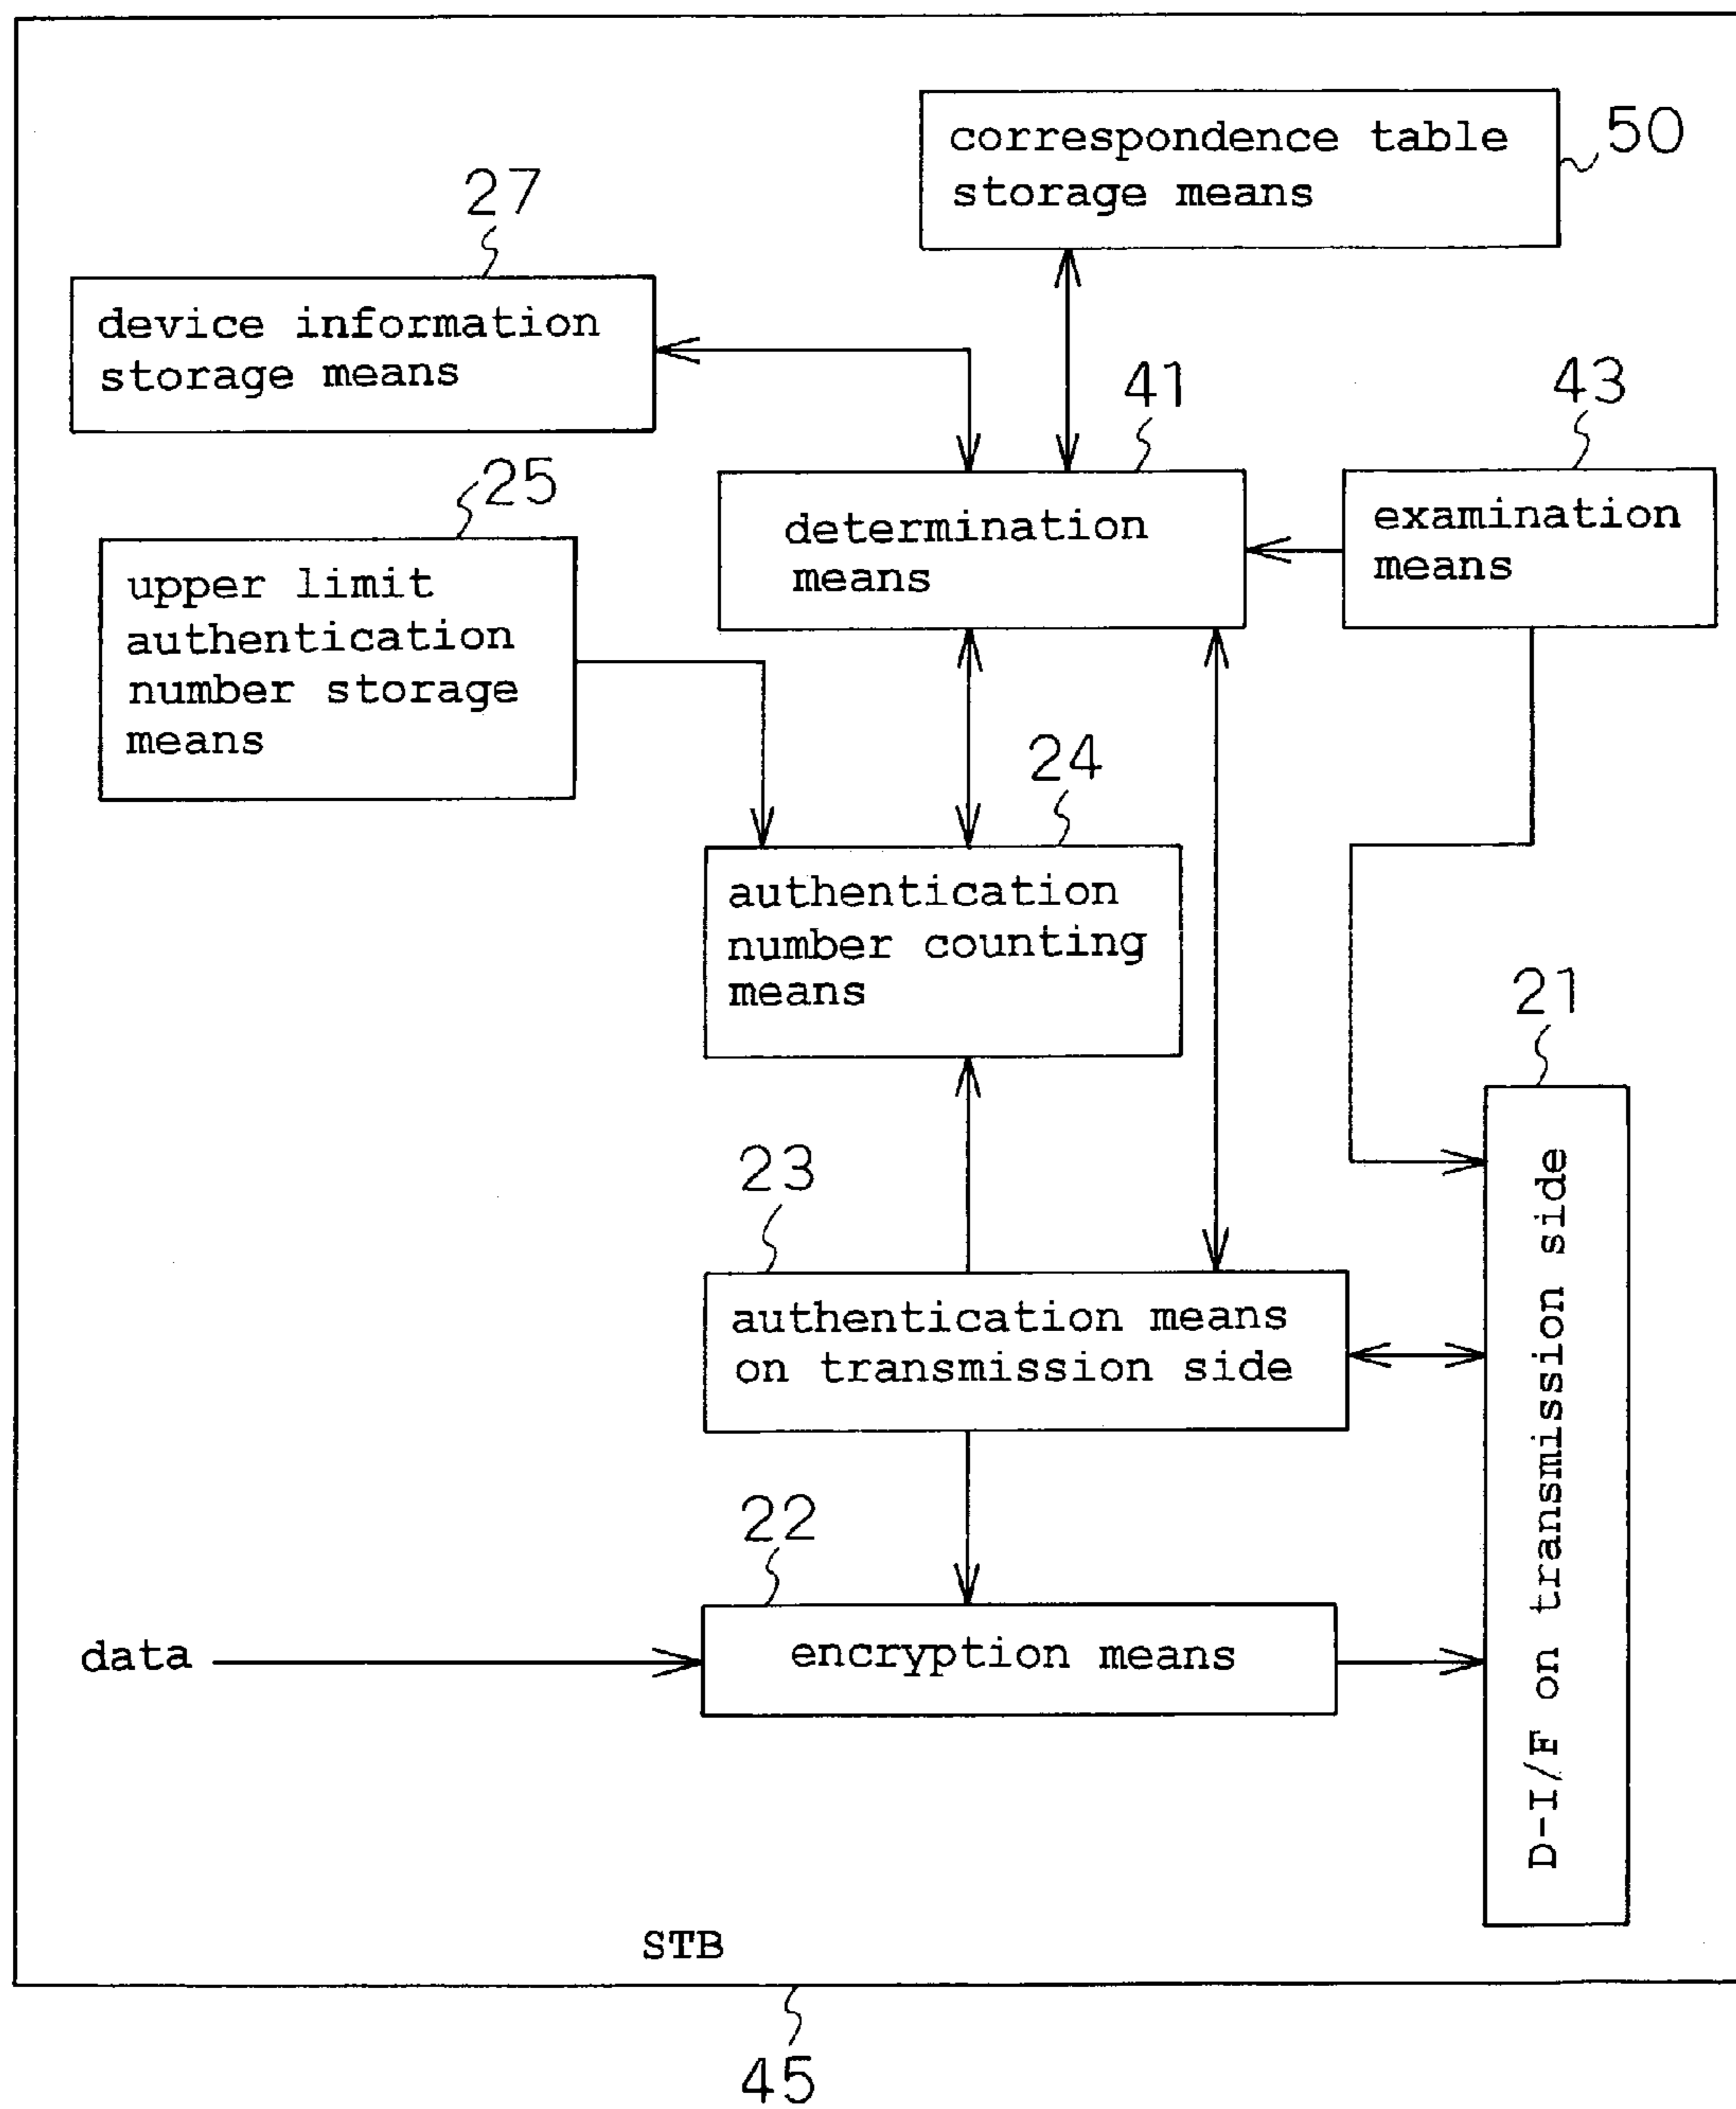 correspondence table
storage means
50
27
device information
storage means
41
43
determination
means
examination
means
25
upper limit
authentication
number storage
means
24
authentication
number counting
means
21
D-I/F on transmission side
23
authentication means
on transmission side
22
data
encryption means
STB
45